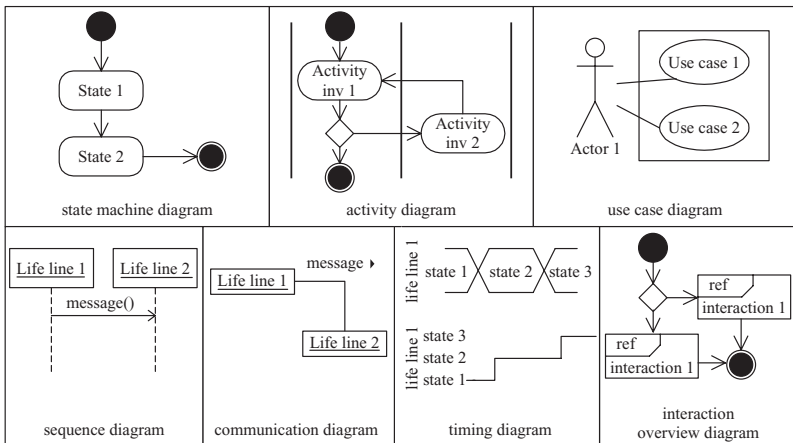 State 1
State 2
state machine diagram
Activity
inv 1
Activity
inv 2
activity diagram
Use case 1
Use case 2
Actor 1
use case diagram
Life line 1
Life line 2
message()
sequence diagram
message
Life line 1
Life line 2
communication diagram
life line 1
state 1
state 2
state 3
life line 1
state 3
state 2
state 1
timing diagram
ref
interaction 1
ref
interaction 1
interaction
overview diagram